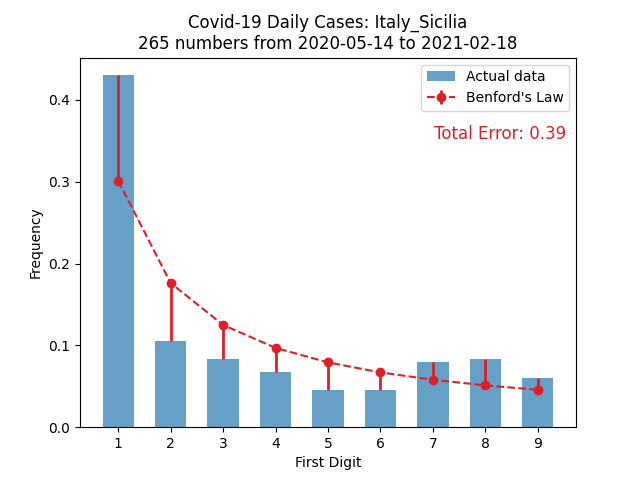 Covid-19 Daily Cases: Italy_Sicilia
265 numbers from 2020-05-14 to 2021-02-18
Actual data
Benford's Law
Total Error: 0.39
Frequency
0.4
0.3
0.2
0.1
0.0
1 2 3 4 5 6 7 8 9
First Digit